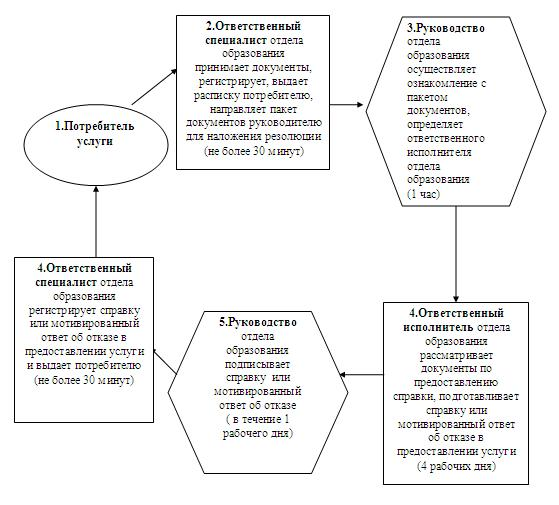 1.Потребитель
услуги
2.Ответственный
специалист отдела
образования
принимает документы,
регистрирует, выдает
расписку потребителю,
направляет пакет
документов руководителю
для наложения резолюции
(не более 30 минут)
3.Руководство
отдела
образования
осуществляет
ознакомление с
пакетом
документов,
определяет
ответственного
исполнителя
отдела
образования
(1 час)
4.Ответственный
исполнитель отдела
образования
рассматривает
документы по
предоставлению
справки, подготавливает
справку или
мотивированный ответ
об отказе в
предоставлении услуги
(4 рабочих дня)
5.Руководство
отдела
образования
подписывает
справку или
мотивированный
ответ об отказе
( в течение 1
рабочего дня)
4.Ответственный
специалист отдела
образования
регистрирует справку
или мотивированный
ответ об отказе в
предоставлении услуги
и выдает потребителю
(не более 30 минут)